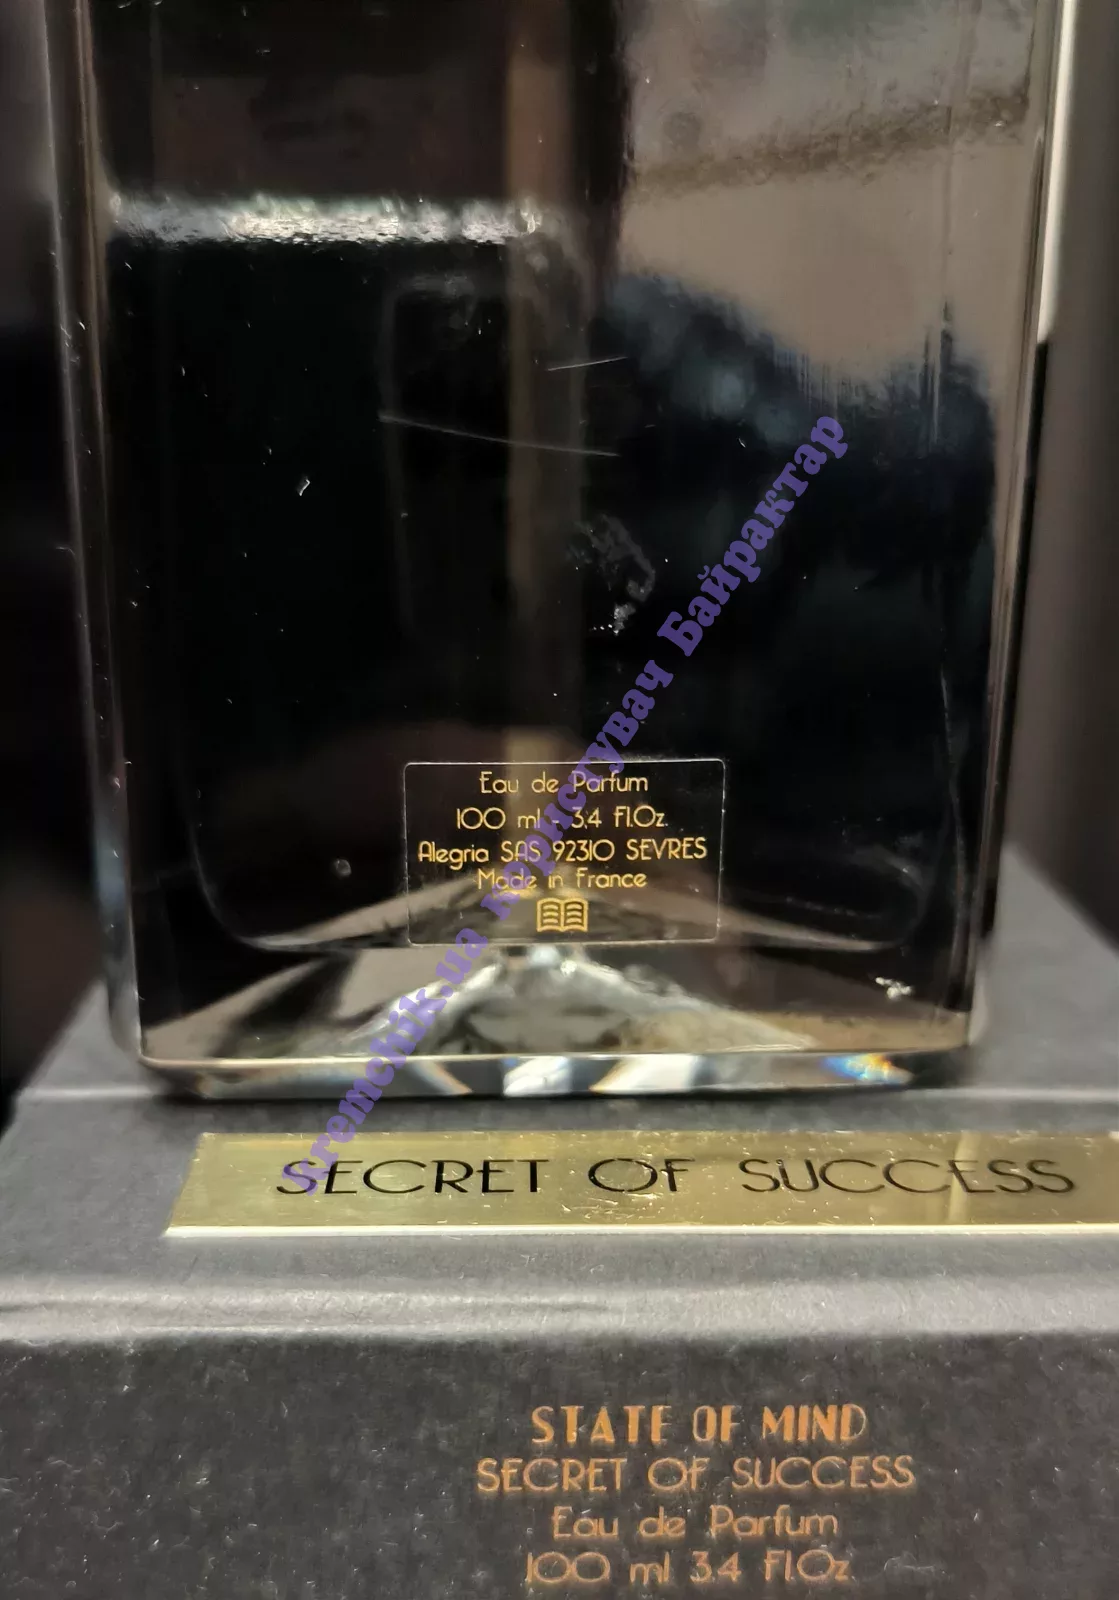 Eau de Parfum
100 ml - 3.4 Fl.Oz.
Alegria SAS 92310 SEVRES
Made in France
Kremchik.ua користувач Байрактар
SECRET OF SUCCESS
STATE OF MIND
SECRET OF SUCCESS
Eau de Parfum
100 ml 3.4 Fl.Oz.